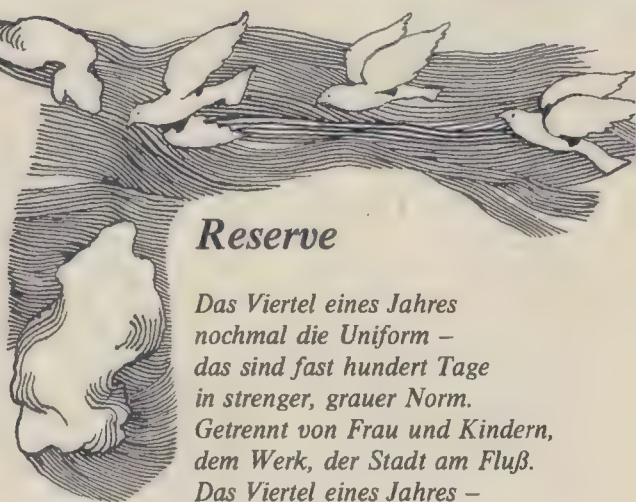 Reserve
Das Viertel eines Jahres
nochmal die Uniform –
das sind fast hundert Tage
in strenger, grauer Norm.
Getrennt von Frau und Kindern,
dem Werk, der Stadt am Fluß.
Das Viertel eines Jahres –